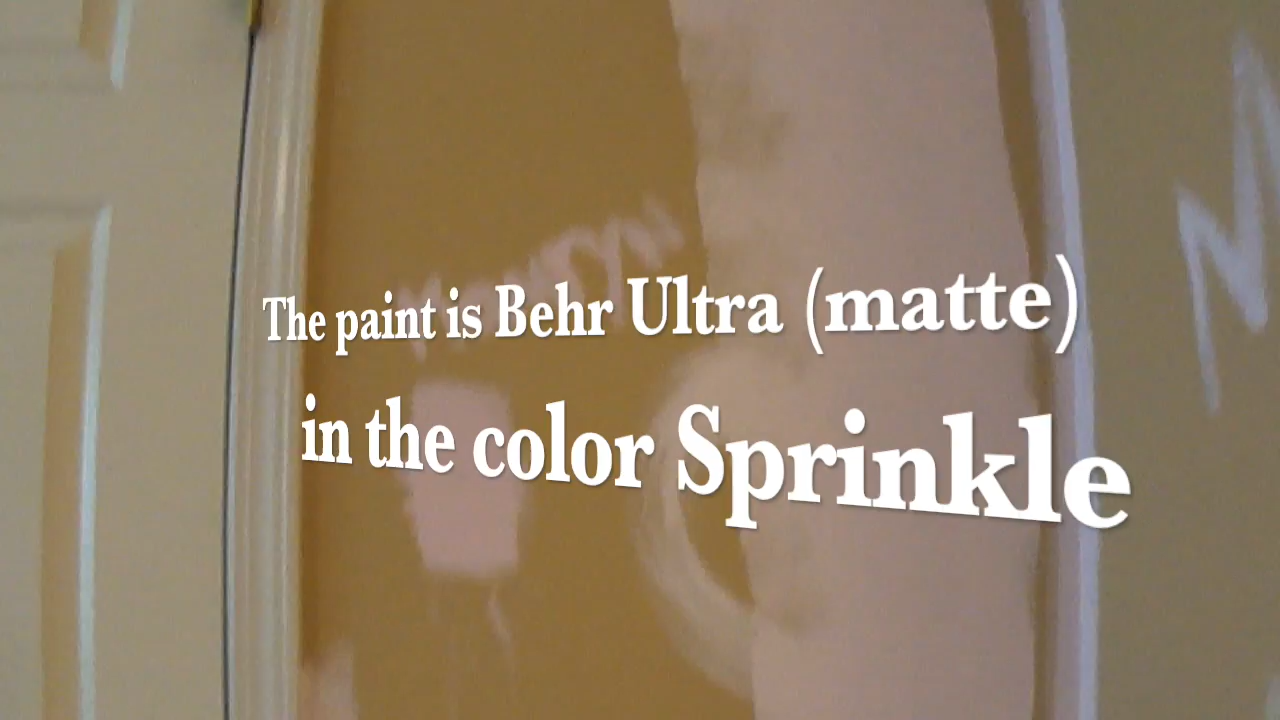 The paint is Behr Ultra (matte)
in the color Sprinkle